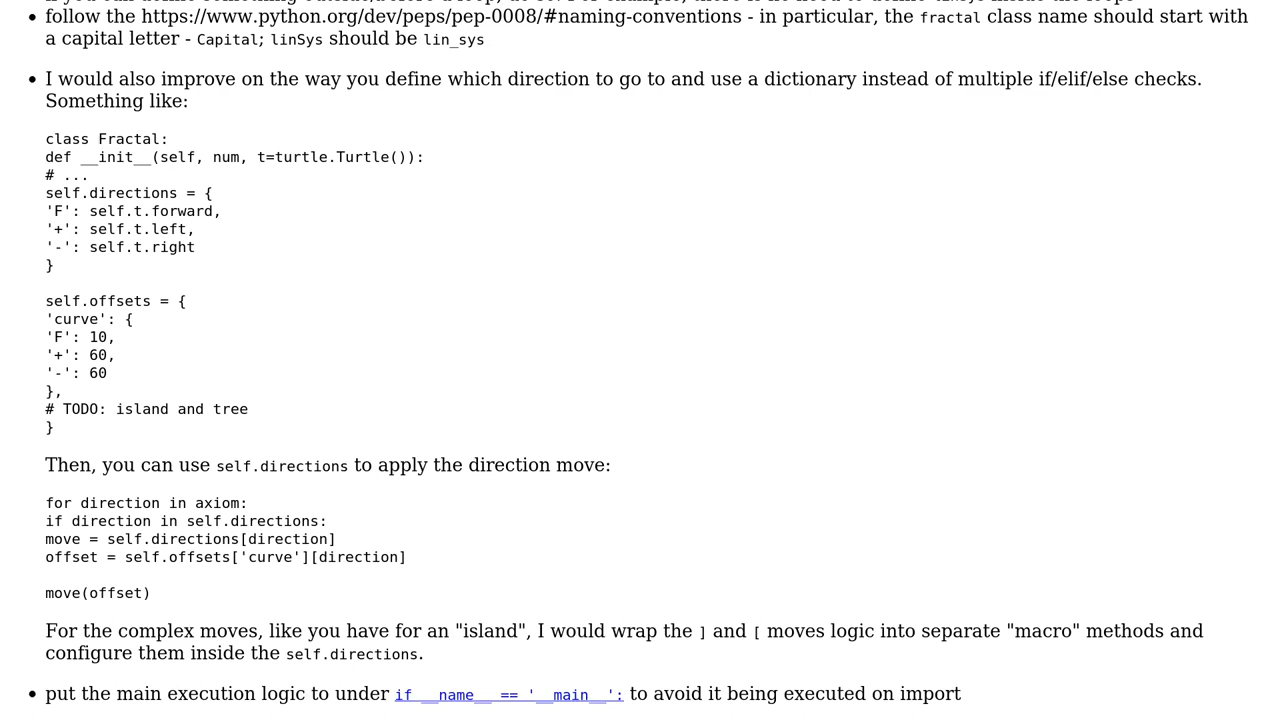 follow the https://www.python.org/dev/peps/pep-0008/#naming-conventions - in particular, the fractal class name should start with
a capital letter - Capital; linSys should be lin_sys
I would also improve on the way you define which direction to go to and use a dictionary instead of multiple if/elif/else checks.
Something like:
class Fractal:
def __init__(self, num, t=turtle.Turtle()):
# ...
self.directions = {
'F': self.t.forward,
'+': self.t.left,
'-': self.t.right
}
self.offsets = {
'curve': {
'F': 10,
'+': 60,
'-': 60
},
# TODO: island and tree
}
Then, you can use self.directions to apply the direction move:
for direction in axiom:
if direction in self.directions:
move = self.directions[direction]
offset = self.offsets['curve'][direction]
move(offset)
For the complex moves, like you have for an "island", I would wrap the ] and [ moves logic into separate "macro" methods and
configure them inside the self.directions.
put the main execution logic to under if __name__ == '__main__': to avoid it being executed on import